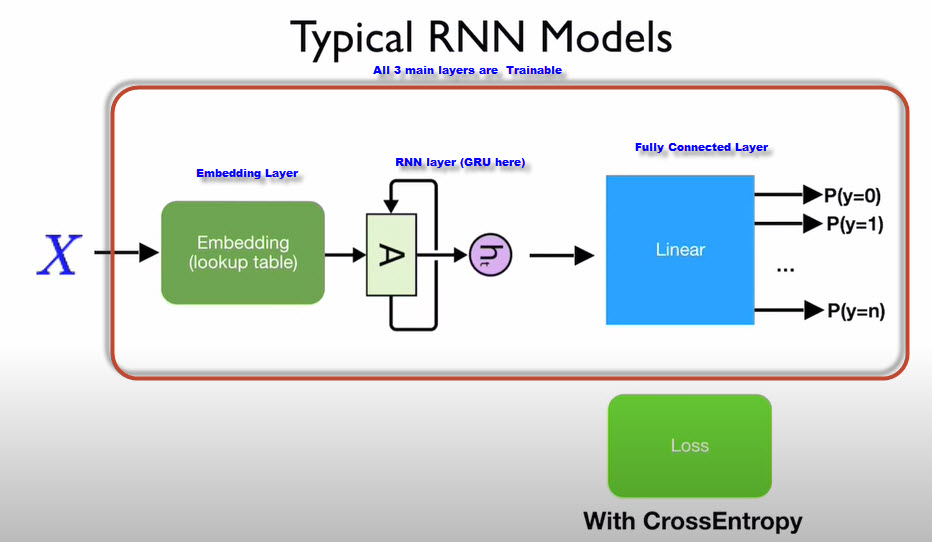 Typical RNN Models
All 3 main layers are Trainable
Embedding Layer
RNN layer (GRU here)
Fully Connected Layer
X
Embedding
(lookup table)
A
ht
Linear
P(y=0)
P(y=1)
...
P(y=n)
Loss
With CrossEntropy